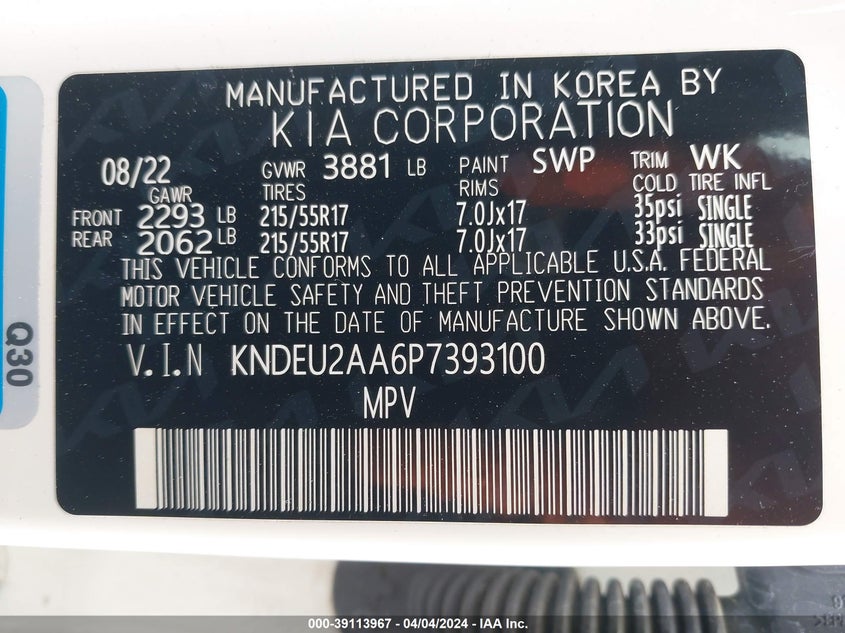 MANUFACTURED IN KOREA BY
KIA CORPORATION
08/22 GVWR 3881 LB PAINT SWP TRIM WK
GAWR TIRES RIMS COLD TIRE INFL
FRONT 2293 LB 215/55R17 7.0Jx17 35psi SINGLE
REAR 2062 LB 215/55R17 7.0Jx17 33psi SINGLE
THIS VEHICLE CONFORMS TO ALL APPLICABLE U.S.A. FEDERAL
MOTOR VEHICLE SAFETY AND THEFT PREVENTION STANDARDS
IN EFFECT ON THE DATE OF MANUFACTURE SHOWN ABOVE.
V.I.N KNDEU2AA6P7393100
MPV
Q30
000-39113967 - 04/04/2024 - IAA Inc.